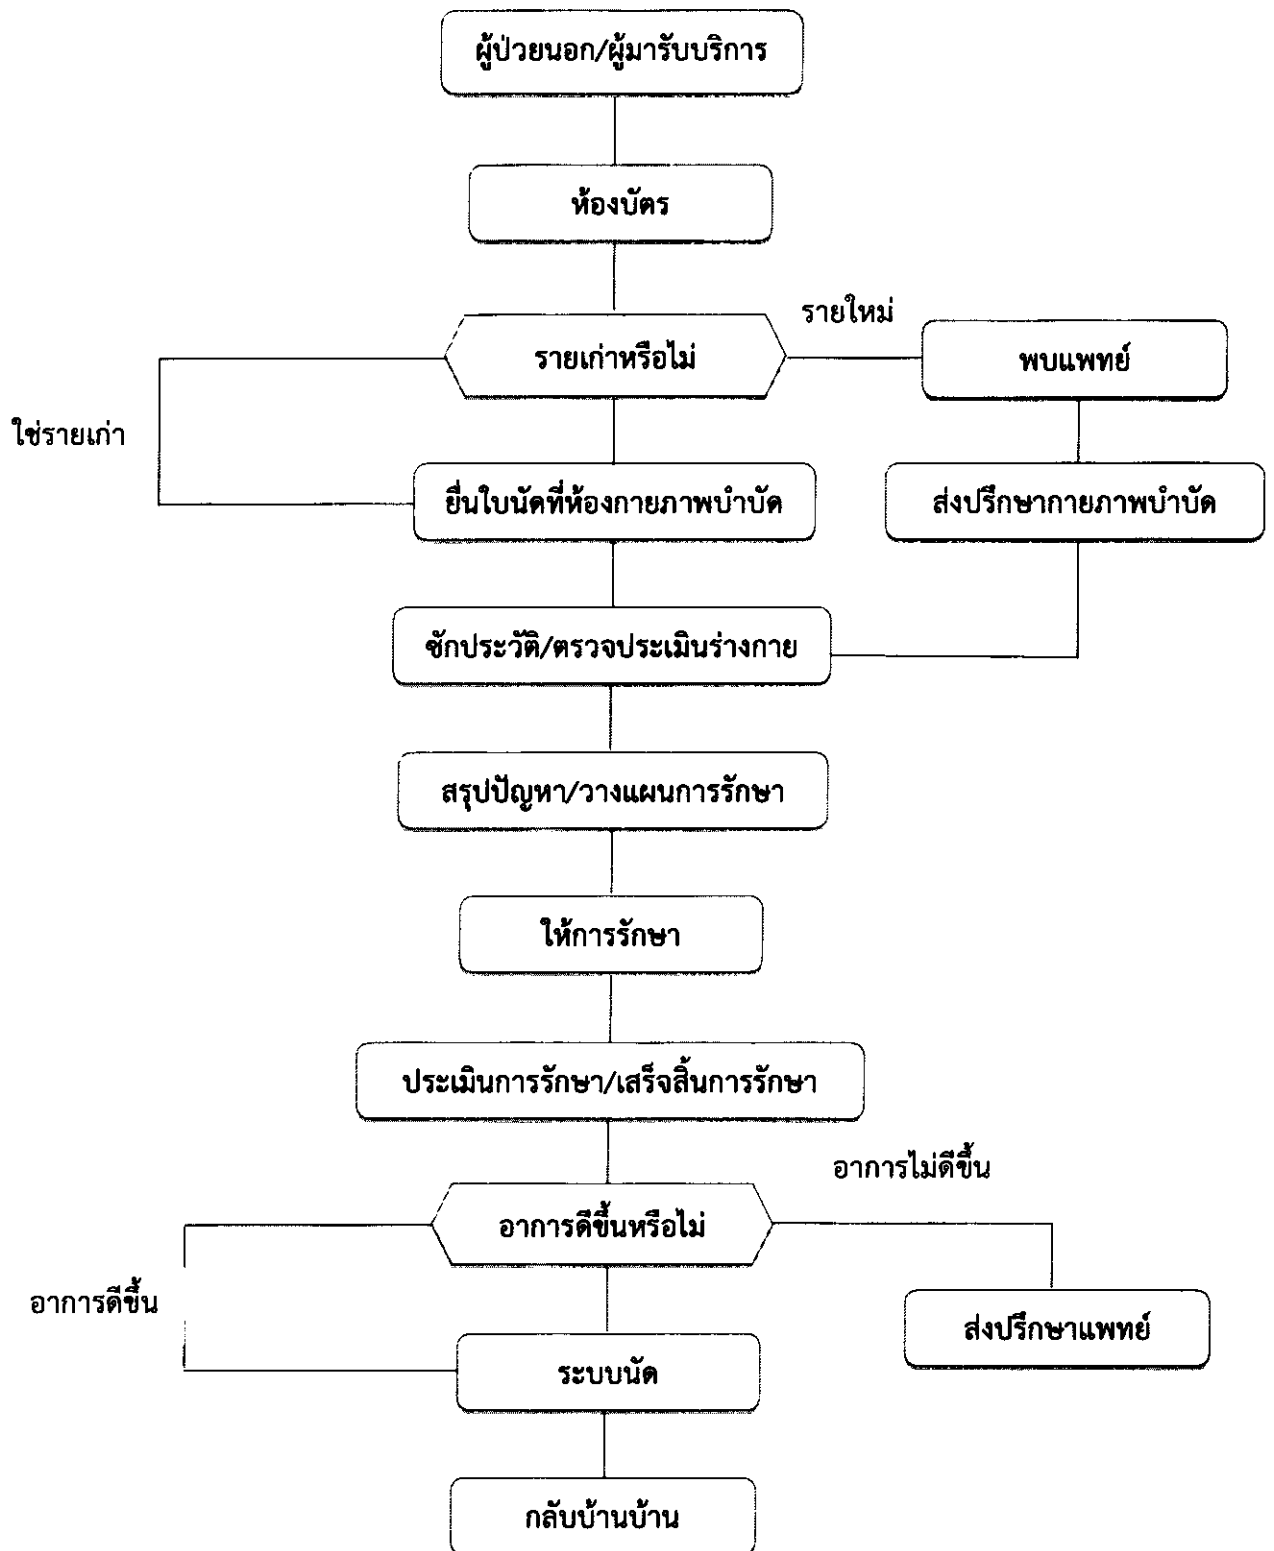 ผู้ป่วยนอก/ผู้มารับบริการ
ห้องบัตร
รายใหม่
รายเก่าหรือไม่
พบแพทย์
ใช่รายเก่า
ยื่นใบนัดที่ห้องกายภาพบำบัด
ส่งปรึกษากายภาพบำบัด
ซักประวัติ/ตรวจประเมินร่างกาย
สรุปปัญหา/วางแผนการรักษา
ให้การรักษา
ประเมินการรักษา/เสร็จสิ้นการรักษา
อาการไม่ดีขึ้น
อาการดีขึ้นหรือไม่
อาการดีขึ้น
ส่งปรึกษาแพทย์
ระบบนัด
กลับบ้านบ้าน